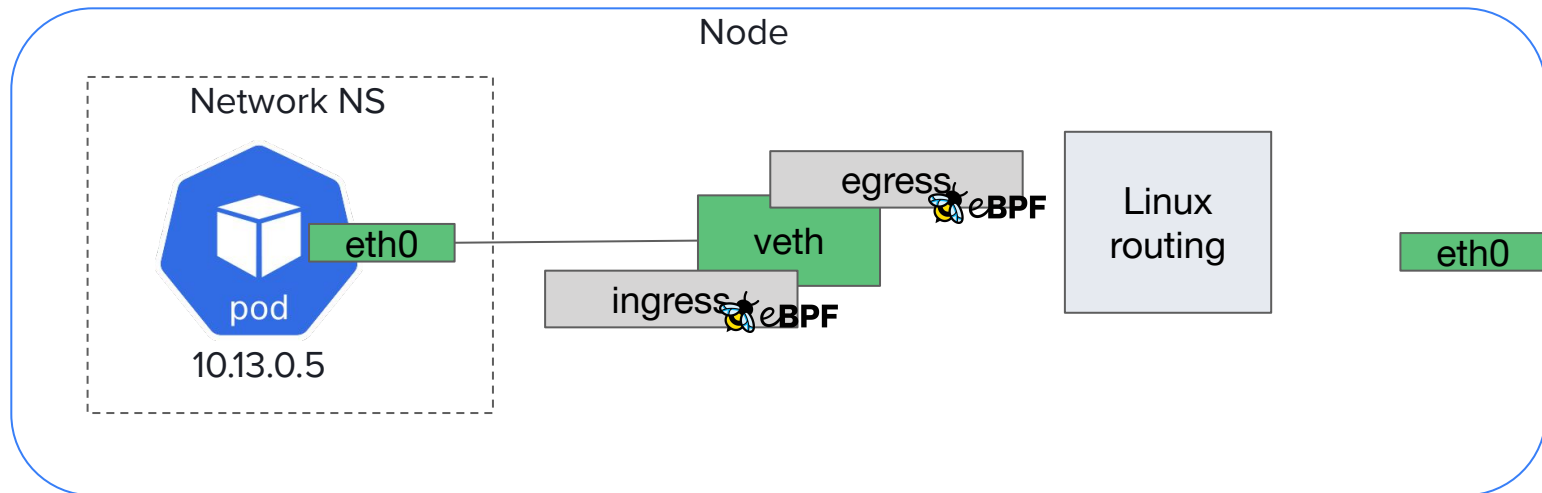 Node
Network NS
eth0
pod
10.13.0.5
egress
eBPF
veth
ingress
eBPF
Linux
routing
eth0